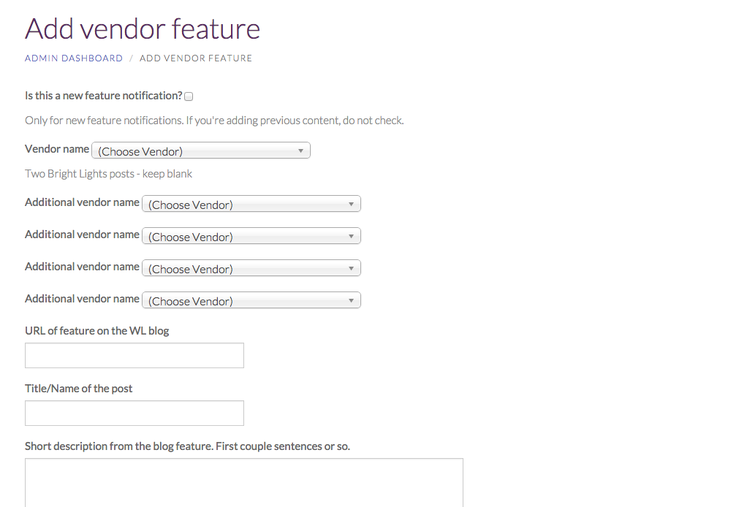 Add vendor feature
ADMIN DASHBOARD / ADD VENDOR FEATURE
Is this a new feature notification?
Only for new feature notifications. If you're adding previous content, do not check.
Vendor name (Choose Vendor)
Two Bright Lights posts - keep blank
Additional vendor name (Choose Vendor)
Additional vendor name (Choose Vendor)
Additional vendor name (Choose Vendor)
Additional vendor name (Choose Vendor)
URL of feature on the WL blog
Title/Name of the post
Short description from the blog feature. First couple sentences or so.